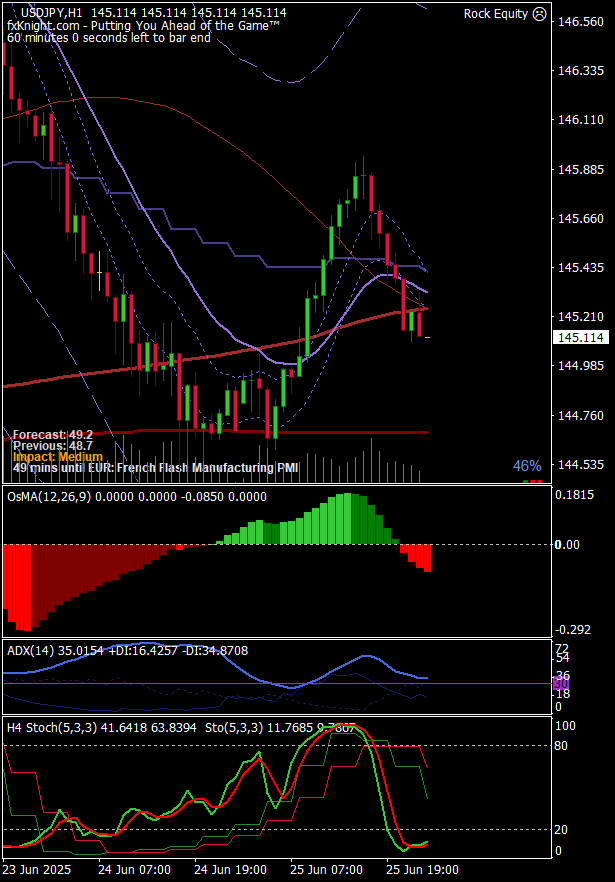 USDJPY,H1 145.114 145.114 145.114 145.114
Rock Equity
fxKnight.com - Putting You Ahead of the Game™
60 minutes 0 seconds left to bar end
146.560
146.335
146.110
145.885
145.660
145.435
145.210
145.114
144.985
144.760
144.535
Forecast: 49.2
Previous: 48.7
Impact: Medium
49 mins until EUR: French Flash Manufacturing PMI
46%
OsMA(12,26,9) 0.0000 0.0000 -0.0850 0.0000
0.1815
0.00
-0.292
ADX(14) 35.0154 +DI:16.4257 -DI:34.8708
72
54
36
30
18
0
H4 Stoch(5,3,3) 41.6418 63.8394 Sto(5,3,3) 11.7685 9.7867
100
80
20
0
23 Jun 2025
24 Jun 07:00
24 Jun 19:00
25 Jun 07:00
25 Jun 19:00